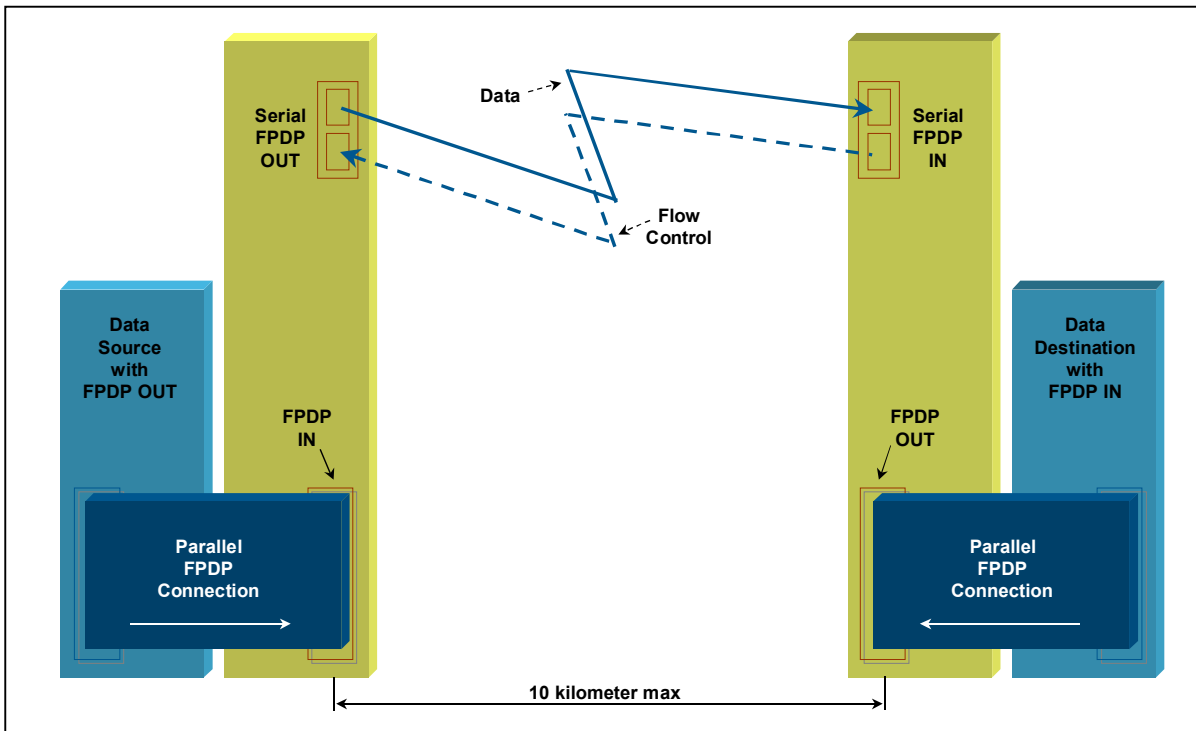 Data
Serial
FPDP
OUT
Serial
FPDP
IN
Flow
Control
Data
Source
with
FPDP OUT
Data
Destination
with
FPDP IN
FPDP
IN
FPDP
OUT
Parallel
FPDP
Connection
Parallel
FPDP
Connection
10 kilometer max